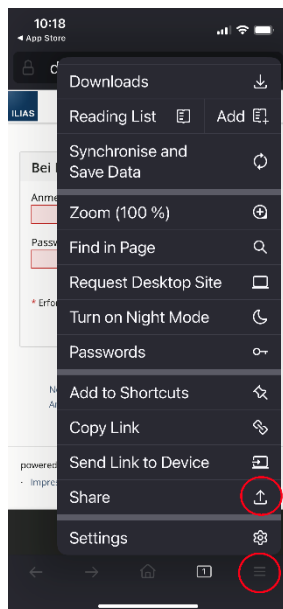 10:18
App Store
d
Downloads
ILIAS
Reading List
Add
Synchronise and
Save Data
Bei
Anme
Zoom (100 %)
Passw
Find in Page
Request Desktop Site
* Erfo
Turn on Night Mode
Passwords
Add to Shortcuts
Copy Link
Send Link to Device
powered
Impres
Share
Settings
1